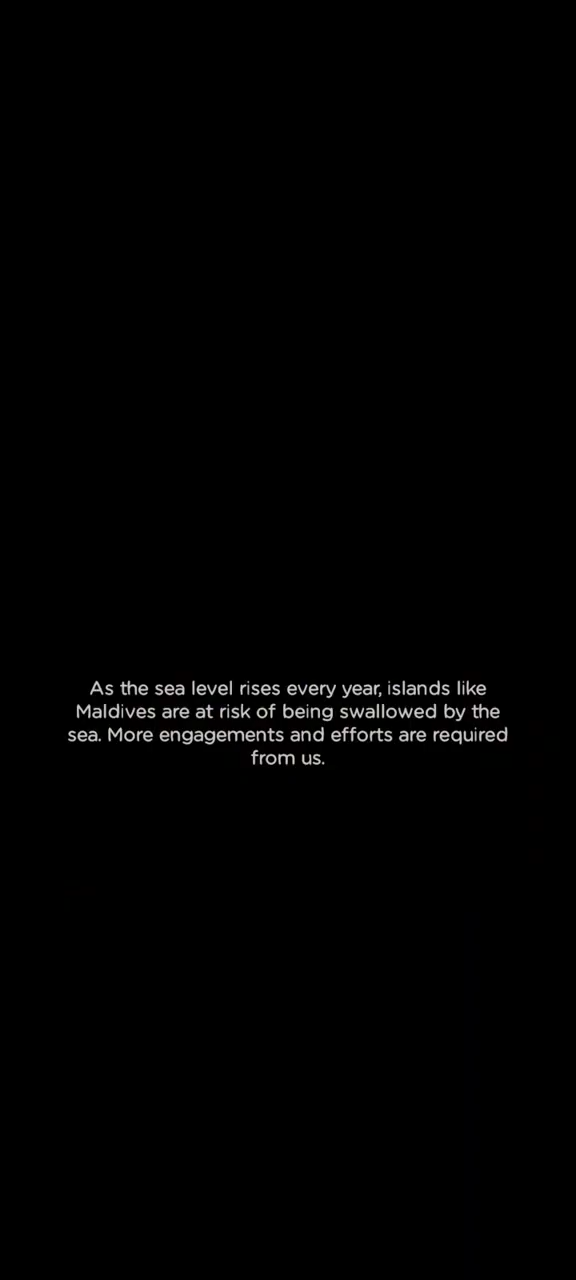 As the sea level rises every year, islands like
Maldives are at risk of being swallowed by the
sea. More engagements and efforts are required
from us.